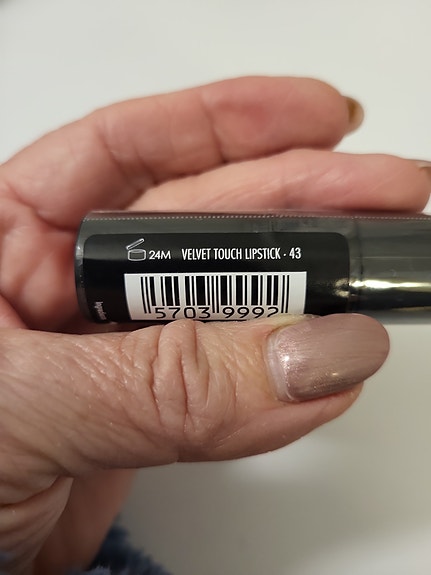 24M VELVET TOUCH LIPSTICK · 43
5703 9992